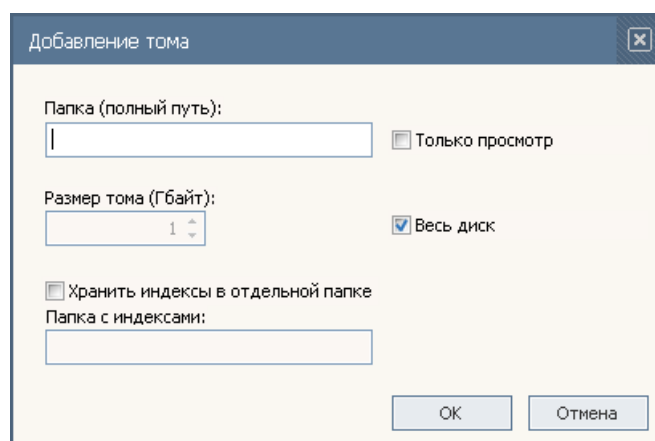 Добавление тома
Папка (полный путь):
Только просмотр
Размер тома (Гбайт):
1
Весь диск
Хранить индексы в отдельной папке
Папка с индексами:
ОК
Отмена